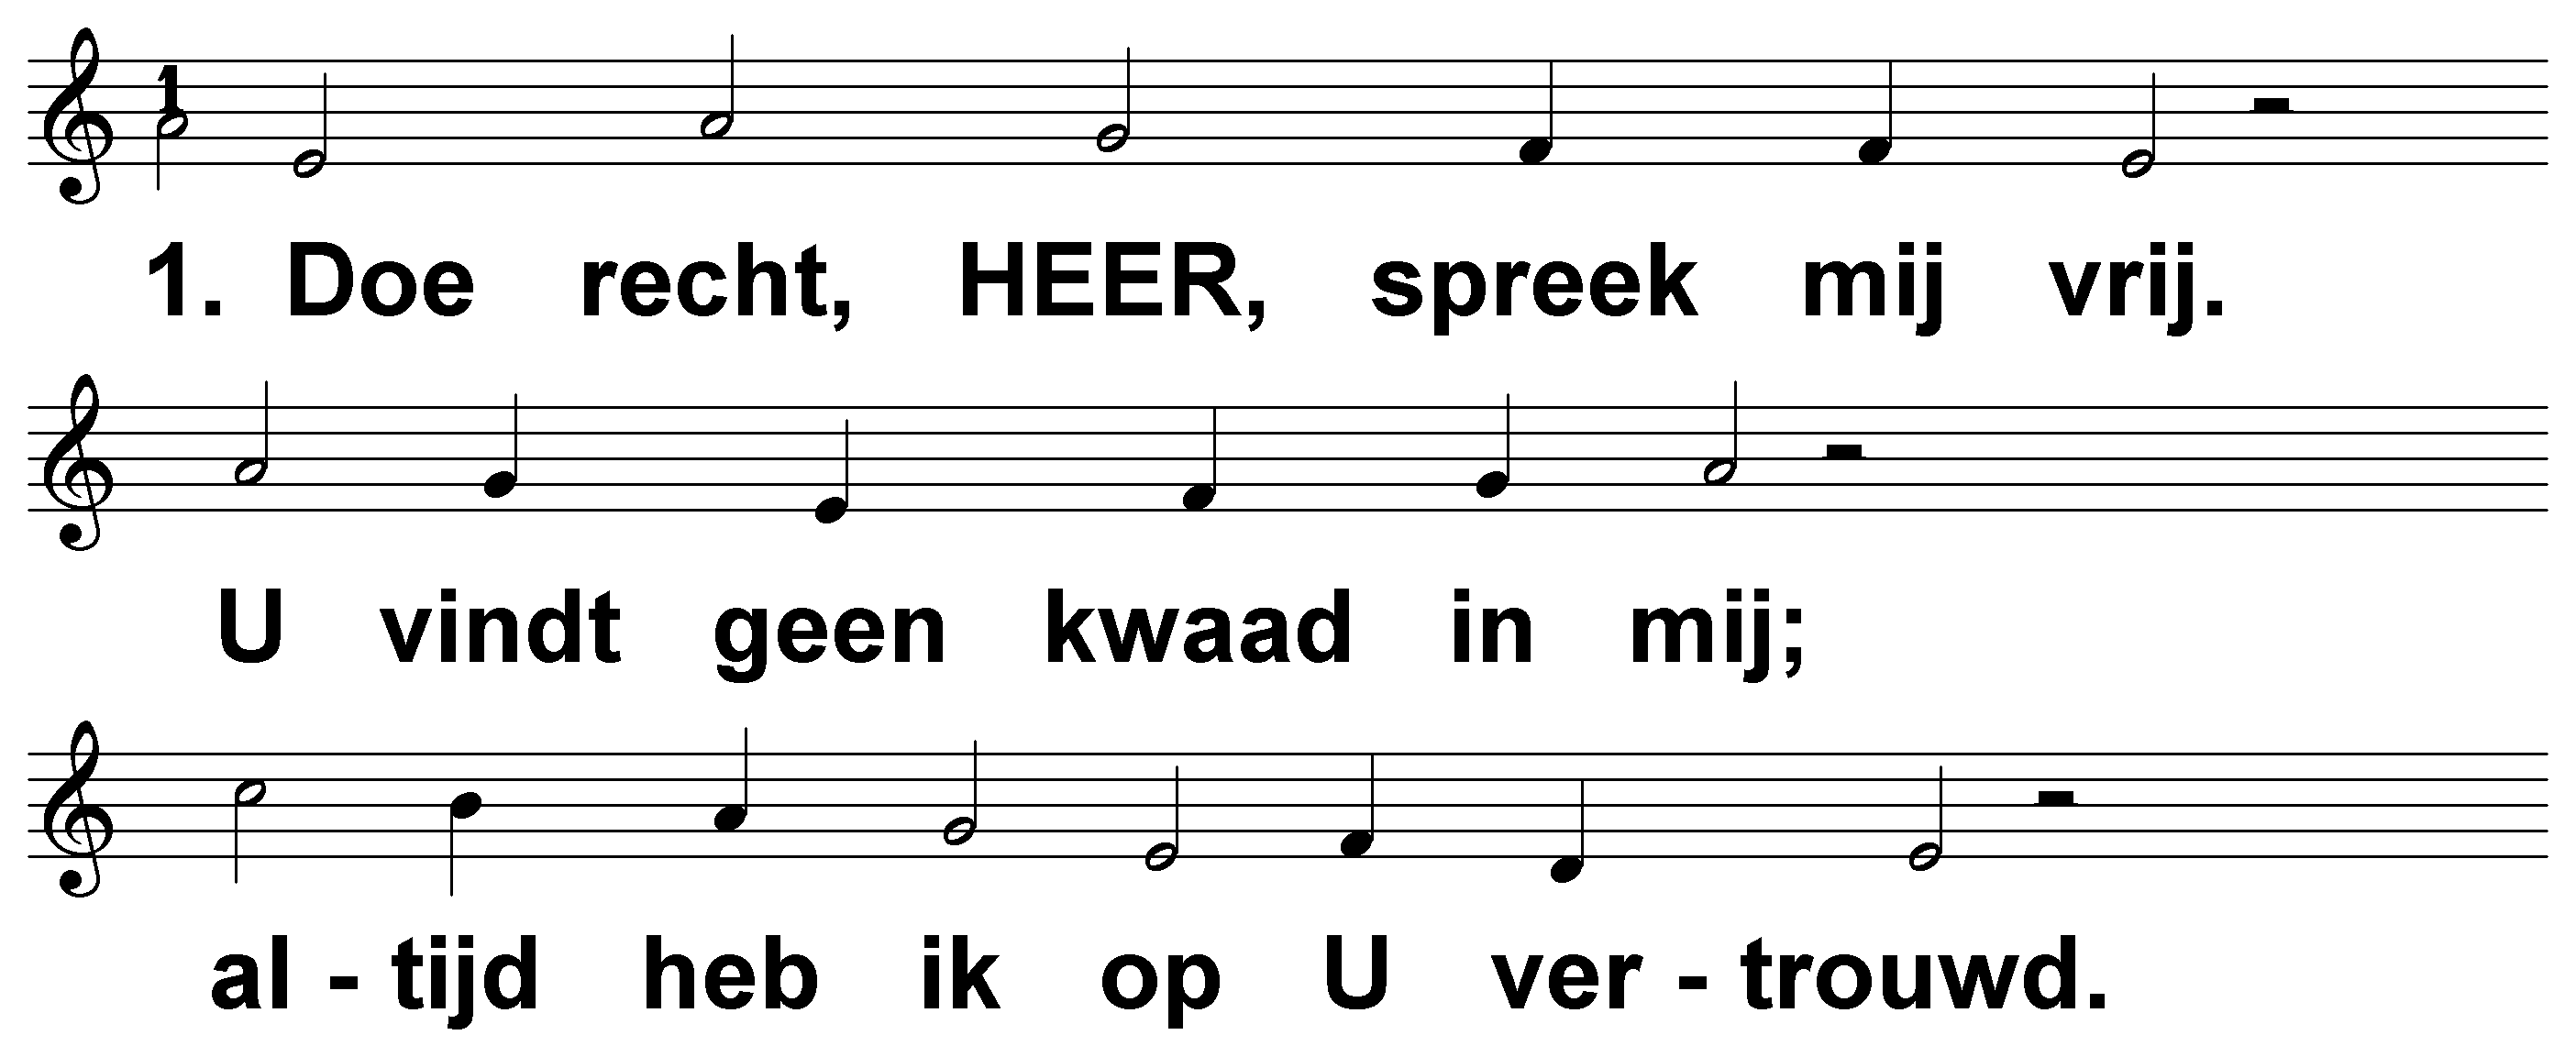 1
1. Doe recht, HEER, spreek mij vrij.
U vindt geen kwaad in mij;
al - tijd heb ik op U ver - trouwd.